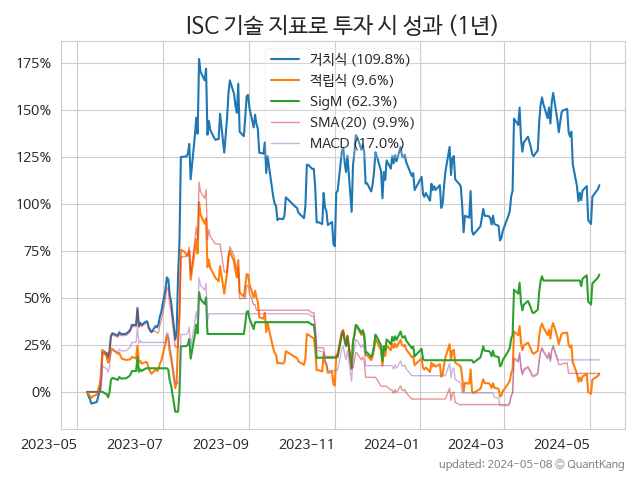 ISC 기술 지표로 투자 시 성과 (1년)
거치식 (109.8%)
적립식 (9.6%)
SigM (62.3%)
SMA(20) (9.9%)
MACD (17.0%)
175%
150%
125%
100%
75%
50%
25%
0%
2023-05
2023-07
2023-09
2023-11
2024-01
2024-03
2024-05
updated: 2024-05-08 © QuantKang